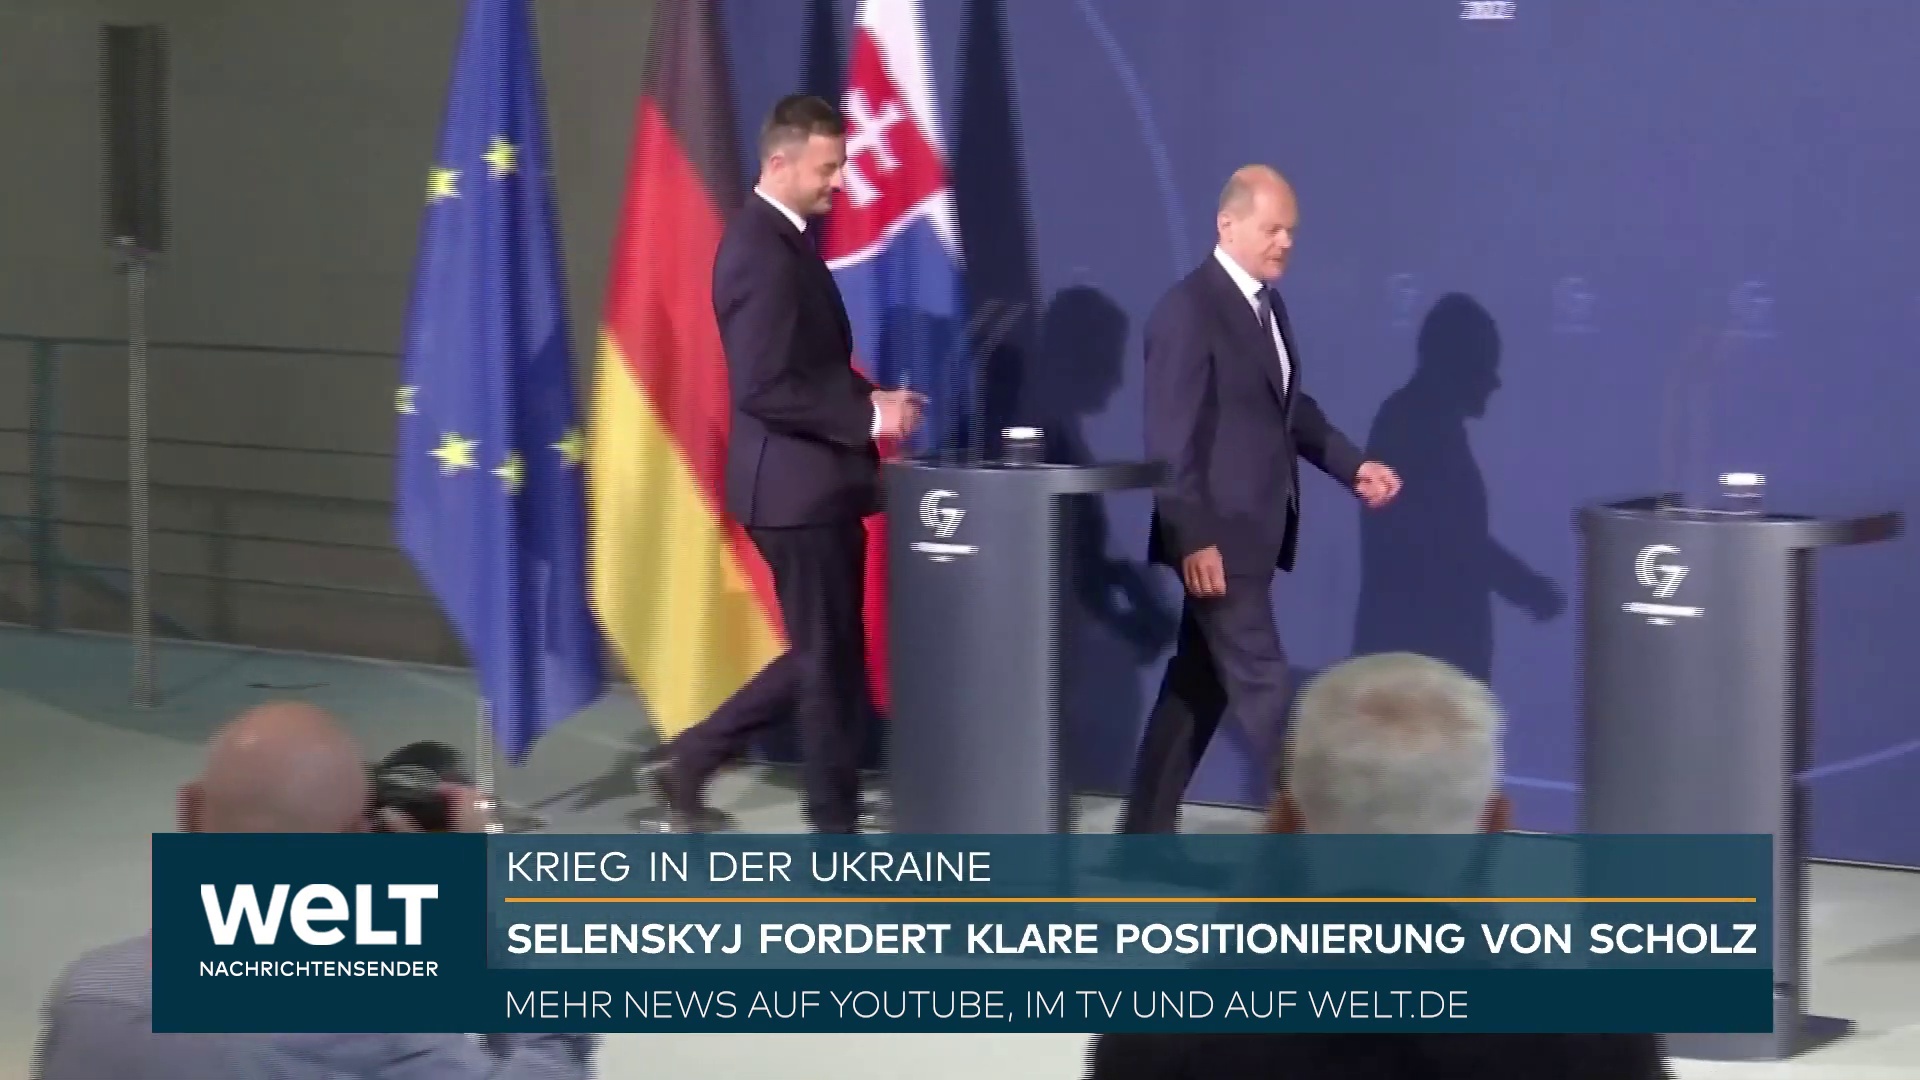 G7
G7
WELT
NACHRICHTENSENDER
KRIEG IN DER UKRAINE
SELENSKYJ FORDERT KLARE POSITIONIERUNG VON SCHOLZ
MEHR NEWS AUF YOUTUBE, IM TV UND AUF WELT.DE